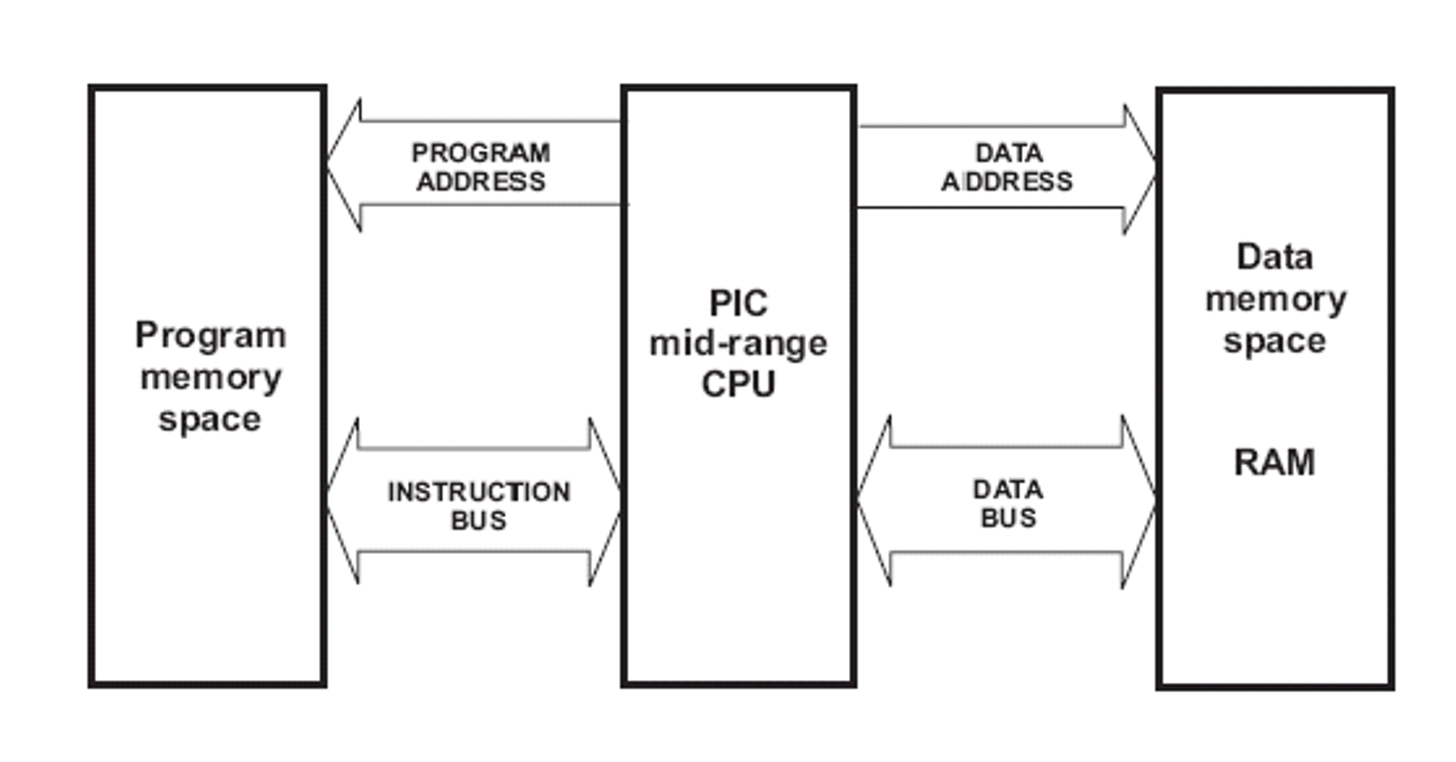 Program
memory
space
PROGRAM
ADDRESS
INSTRUCTION
BUS
PIC
mid-range
CPU
DATA
ADDRESS
DATA
BUS
Data
memory
space
RAM